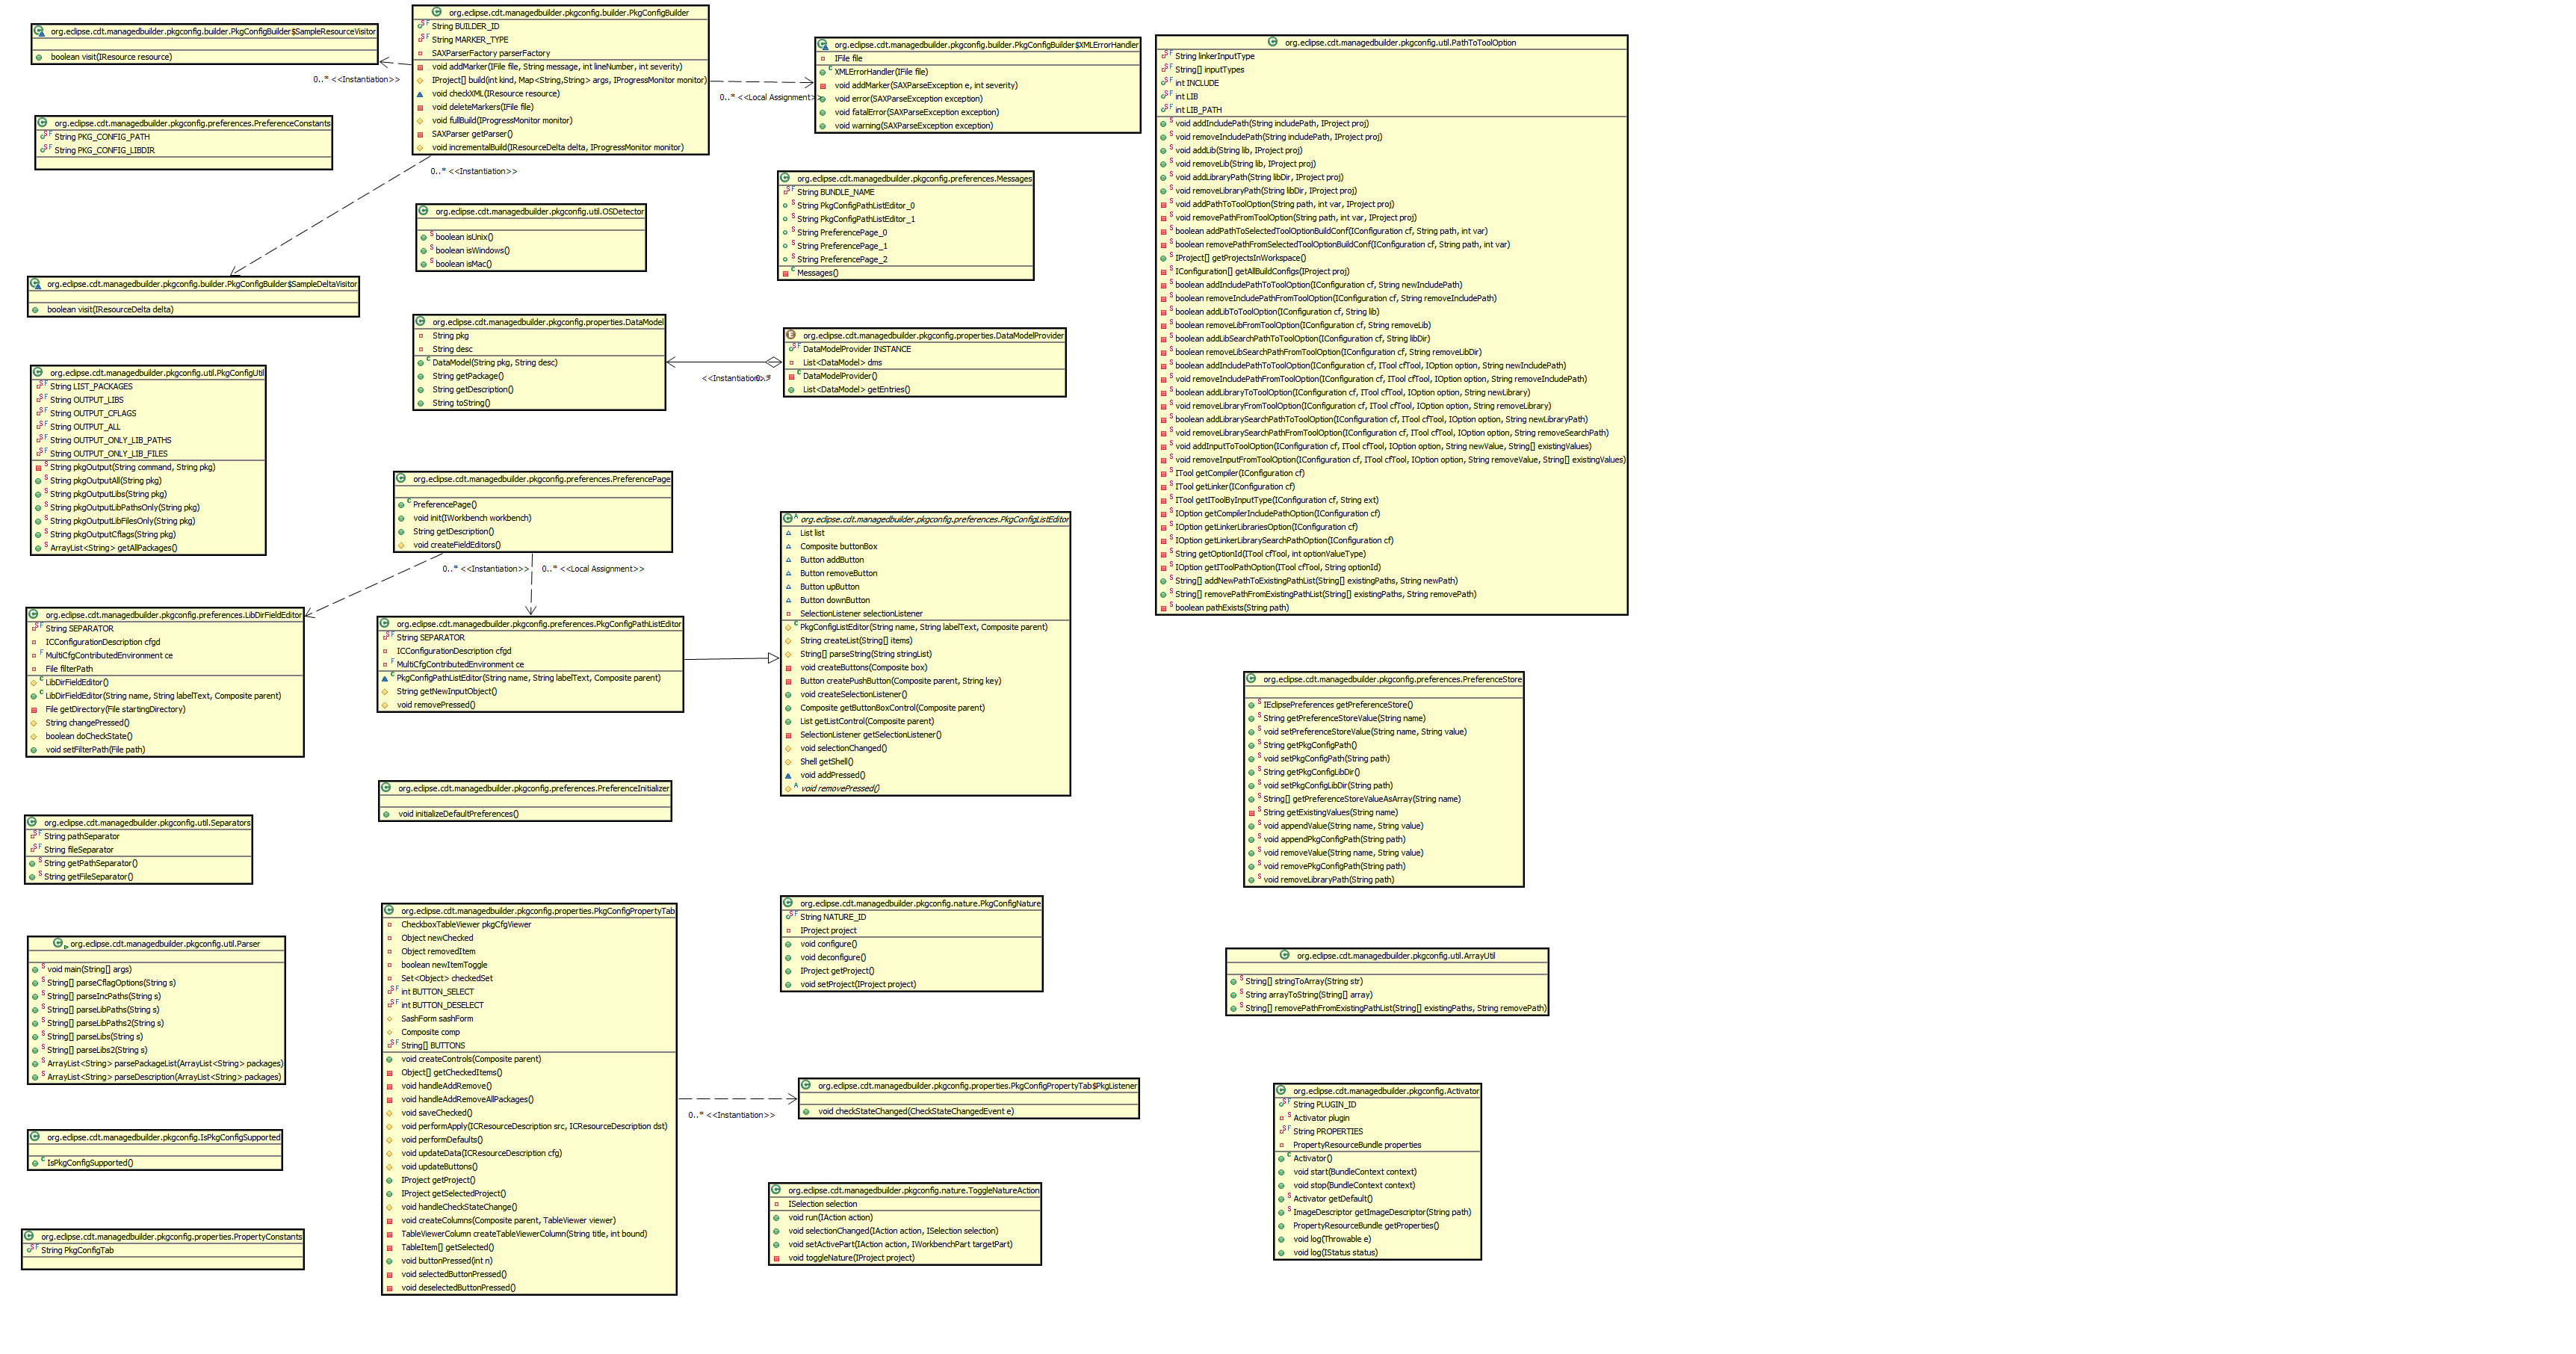 org.eclipse.cdt.managedbuilder.pkgconfig.builder.PkgConfigBuilder$SampleResourceVisitor
boolean visit(IResource resource)
0..* <<Instantiation>>
org.eclipse.cdt.managedbuilder.pkgconfig.builder.PkgConfigBuilder
String BUILDER_ID
String MARKER_TYPE
SAXParserFactory parserFactory
void addMarker(IFile file, String message, int lineNumber, int severity)
IProject[] build(int kind, Map<String,String> args, IProgressMonitor monitor)
void checkXML(IResource resource)
void deleteMarkers(IFile file)
void fullBuild(IProgressMonitor monitor)
SAXParser getParser()
void incrementalBuild(IResourceDelta delta, IProgressMonitor monitor)
0..* <<Instantiation>>
0..* <<Local Assignment>>
org.eclipse.cdt.managedbuilder.pkgconfig.builder.PkgConfigBuilder$XMLErrorHandler
IFile file
XMLErrorHandler(IFile file)
void addMarker(SAXParseException e, int severity)
void error(SAXParseException exception)
void fatalError(SAXParseException exception)
void warning(SAXParseException exception)
org.eclipse.cdt.managedbuilder.pkgconfig.util.PathToToolOption
String linkerInputType
String[] inputTypes
int INCLUDE
int LIB
int LIB_PATH
void addIncludePath(String includePath, IProject proj)
void removeIncludePath(String includePath, IProject proj)
void addLib(String lib, IProject proj)
void removeLib(String lib, IProject proj)
void addLibraryPath(String libDir, IProject proj)
void removeLibraryPath(String libDir, IProject proj)
void addPathToToolOption(String path, int var, IProject proj)
void removePathFromToolOption(String path, int var, IProject proj)
boolean addPathToSelectedToolOptionBuildConf(IConfiguration cf, String path, int var)
boolean removePathFromSelectedToolOptionBuildConf(IConfiguration cf, String path, int var)
IProject[] getProjectsInWorkspace()
IConfiguration[] getAllBuildConfigs(IProject proj)
boolean addIncludePathToToolOption(IConfiguration cf, String newIncludePath)
boolean removeIncludePathFromToolOption(IConfiguration cf, String removeIncludePath)
boolean addLibToToolOption(IConfiguration cf, String lib)
boolean removeLibFromToolOption(IConfiguration cf, String removeLib)
boolean addLibSearchPathToToolOption(IConfiguration cf, String libDir)
boolean removeLibSearchPathFromToolOption(IConfiguration cf, String removeLibDir)
boolean addIncludePathToToolOption(IConfiguration cf, ITool cfTool, IOption option, String newIncludePath)
void removeIncludePathFromToolOption(IConfiguration cf, ITool cfTool, IOption option, String removeIncludePath)
boolean addLibraryToToolOption(IConfiguration cf, ITool cfTool, IOption option, String newLibrary)
void removeLibraryFromToolOption(IConfiguration cf, ITool cfTool, IOption option, String removeLibrary)
boolean addLibrarySearchPathToToolOption(IConfiguration cf, ITool cfTool, IOption option, String newLibraryPath)
void removeLibrarySearchPathFromToolOption(IConfiguration cf, ITool cfTool, IOption option, String removeSearchPath)
void addInputToToolOption(IConfiguration cf, ITool cfTool, IOption option, String newValue, String[] existingValues)
void removeInputFromToolOption(IConfiguration cf, ITool cfTool, IOption option, String removeValue, String[] existingValues)
ITool getCompiler(IConfiguration cf)
ITool getLinker(IConfiguration cf)
ITool getIToolByInputType(IConfiguration cf, String ext)
IOption getCompilerIncludePathOption(IConfiguration cf)
IOption getLinkerLibrariesOption(IConfiguration cf)
IOption getLinkerLibrarySearchPathOption(IConfiguration cf)
String getOptionId(ITool cfTool, int optionValueType)
IOption getIToolPathOption(ITool cfTool, String optionId)
String[] addNewPathToExistingPathList(String[] existingPaths, String newPath)
String[] removePathFromExistingPathList(String[] existingPaths, String removePath)
boolean pathExists(String path)
org.eclipse.cdt.managedbuilder.pkgconfig.preferences.PreferenceConstants
String PKG_CONFIG_PATH
String PKG_CONFIG_LIBDIR
org.eclipse.cdt.managedbuilder.pkgconfig.util.OSDetector
boolean isUnix()
boolean isWindows()
boolean isMac()
org.eclipse.cdt.managedbuilder.pkgconfig.preferences.Messages
String BUNDLE_NAME
String PkgConfigPathListEditor_0
String PkgConfigPathListEditor_1
String PreferencePage_0
String PreferencePage_1
String PreferencePage_2
Messages()
org.eclipse.cdt.managedbuilder.pkgconfig.builder.PkgConfigBuilder$SampleDeltaVisitor
boolean visit(IResourceDelta delta)
org.eclipse.cdt.managedbuilder.pkgconfig.properties.DataModel
String pkg
String desc
DataModel(String pkg, String desc)
String getPackage()
String getDescription()
String toString()
<<Instantiation>>
0..*
org.eclipse.cdt.managedbuilder.pkgconfig.properties.DataModelProvider
DataModelProvider INSTANCE
List<DataModel> dms
DataModelProvider()
List<DataModel> getEntries()
org.eclipse.cdt.managedbuilder.pkgconfig.util.PkgConfigUtil
String LIST_PACKAGES
String OUTPUT_LIBS
String OUTPUT_CFLAGS
String OUTPUT_ALL
String OUTPUT_ONLY_LIB_PATHS
String OUTPUT_ONLY_LIB_FILES
String pkgOutput(String command, String pkg)
String pkgOutputAll(String pkg)
String pkgOutputLibs(String pkg)
String pkgOutputLibPathsOnly(String pkg)
String pkgOutputLibFilesOnly(String pkg)
String pkgOutputCflags(String pkg)
ArrayList<String> getAllPackages()
org.eclipse.cdt.managedbuilder.pkgconfig.preferences.PreferencePage
PreferencePage()
void init(IWorkbench workbench)
String getDescription()
void createFieldEditors()
0..* <<Instantiation>>
0..* <<Local Assignment>>
org.eclipse.cdt.managedbuilder.pkgconfig.preferences.PkgConfigListEditor
List list
Composite buttonBox
Button addButton
Button removeButton
Button upButton
Button downButton
SelectionListener selectionListener
PkgConfigListEditor(String name, String labelText, Composite parent)
String createList(String[] items)
String[] parseString(String stringList)
void createButtons(Composite box)
Button createPushButton(Composite parent, String key)
void createSelectionListener()
Composite getButtonBoxControl(Composite parent)
List getListControl(Composite parent)
SelectionListener getSelectionListener()
void selectionChanged()
Shell getShell()
void addPressed()
void removePressed()
org.eclipse.cdt.managedbuilder.pkgconfig.preferences.LibDirFieldEditor
String SEPARATOR
ICConfigurationDescription cfgd
MultiCfgContributedEnvironment ce
File filterPath
LibDirFieldEditor()
LibDirFieldEditor(String name, String labelText, Composite parent)
File getDirectory(File startingDirectory)
String changePressed()
boolean doCheckState()
void setFilterPath(File path)
org.eclipse.cdt.managedbuilder.pkgconfig.preferences.PkgConfigPathListEditor
String SEPARATOR
ICConfigurationDescription cfgd
MultiCfgContributedEnvironment ce
PkgConfigPathListEditor(String name, String labelText, Composite parent)
String getNewInputObject()
void removePressed()
org.eclipse.cdt.managedbuilder.pkgconfig.preferences.PreferenceStore
IEclipsePreferences getPreferenceStore()
String getPreferenceStoreValue(String name)
void setPreferenceStoreValue(String name, String value)
String getPkgConfigPath()
void setPkgConfigPath(String path)
String getPkgConfigLibDir()
void setPkgConfigLibDir(String path)
String[] getPreferenceStoreValueAsArray(String name)
String getExistingValues(String name)
void appendValue(String name, String value)
void appendPkgConfigPath(String path)
void removeValue(String name, String value)
void removePkgConfigPath(String path)
void removeLibraryPath(String path)
org.eclipse.cdt.managedbuilder.pkgconfig.preferences.PreferenceInitializer
void initializeDefaultPreferences()
org.eclipse.cdt.managedbuilder.pkgconfig.util.Separators
String pathSeparator
String fileSeparator
String getPathSeparator()
String getFileSeparator()
org.eclipse.cdt.managedbuilder.pkgconfig.properties.PkgConfigPropertyTab
CheckboxTableViewer pkgCfgViewer
Object newChecked
Object removedItem
boolean newItemToggle
Set<Object> checkedSet
int BUTTON_SELECT
int BUTTON_DESELECT
SashForm sashForm
Composite comp
String[] BUTTONS
void createControls(Composite parent)
Object[] getCheckedItems()
void handleAddRemove()
void handleAddRemoveAllPackages()
void saveChecked()
void performApply(ICResourceDescription src, ICResourceDescription dst)
void performDefaults()
void updateData(ICResourceDescription cfg)
void updateButtons()
IProject getProject()
IProject getSelectedProject()
void handleCheckStateChange()
void createColumns(Composite parent, TableViewer viewer)
TableViewerColumn createTableViewerColumn(String title, int bound)
TableItem[] getSelected()
void buttonPressed(int n)
void selectedButtonPressed()
void deselectedButtonPressed()
0..* <<Instantiation>>
org.eclipse.cdt.managedbuilder.pkgconfig.nature.PkgConfigNature
String NATURE_ID
IProject project
void configure()
void deconfigure()
IProject getProject()
void setProject(IProject project)
org.eclipse.cdt.managedbuilder.pkgconfig.util.Parser
void main(String[] args)
String[] parseCflagOptions(String s)
String[] parseIncPaths(String s)
String[] parseLibPaths(String s)
String[] parseLibPaths2(String s)
String[] parseLibs(String s)
String[] parseLibs2(String s)
ArrayList<String> parsePackageList(ArrayList<String> packages)
ArrayList<String> parseDescription(ArrayList<String> packages)
org.eclipse.cdt.managedbuilder.pkgconfig.util.ArrayUtil
String[] stringToArray(String str)
String arrayToString(String[] array)
String[] removePathFromExistingPathList(String[] existingPaths, String removePath)
org.eclipse.cdt.managedbuilder.pkgconfig.properties.PkgConfigPropertyTab$PkgListener
void checkStateChanged(CheckStateChangedEvent e)
org.eclipse.cdt.managedbuilder.pkgconfig.Activator
String PLUGIN_ID
Activator plugin
String PROPERTIES
PropertyResourceBundle properties
Activator()
void start(BundleContext context)
void stop(BundleContext context)
Activator getDefault()
ImageDescriptor getImageDescriptor(String path)
PropertyResourceBundle getProperties()
void log(Throwable e)
void log(IStatus status)
org.eclipse.cdt.managedbuilder.pkgconfig.IsPkgConfigSupported
IsPkgConfigSupported()
org.eclipse.cdt.managedbuilder.pkgconfig.nature.ToggleNatureAction
ISelection selection
void run(IAction action)
void selectionChanged(IAction action, ISelection selection)
void setActivePart(IAction action, IWorkbenchPart targetPart)
void toggleNature(IProject project)
org.eclipse.cdt.managedbuilder.pkgconfig.properties.PropertyConstants
String PkgConfigTab